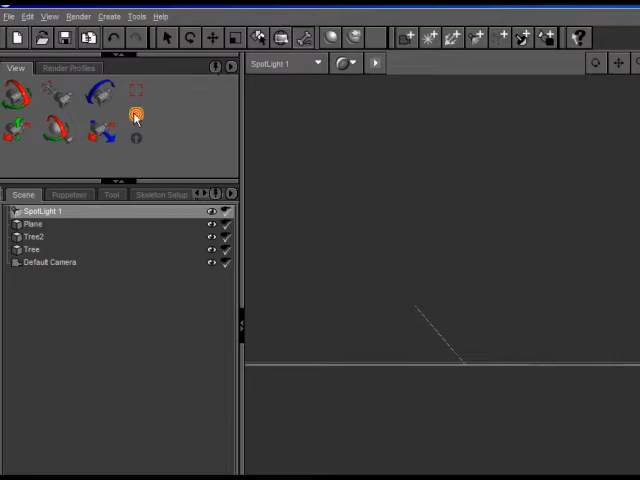 File Edit View Render Create Tools Help
View Render Profiles
SpotLight 1
Scene Puppeteer Tool Skeleton Setup
SpotLight 1
Plane
Tree2
Tree
Default Camera